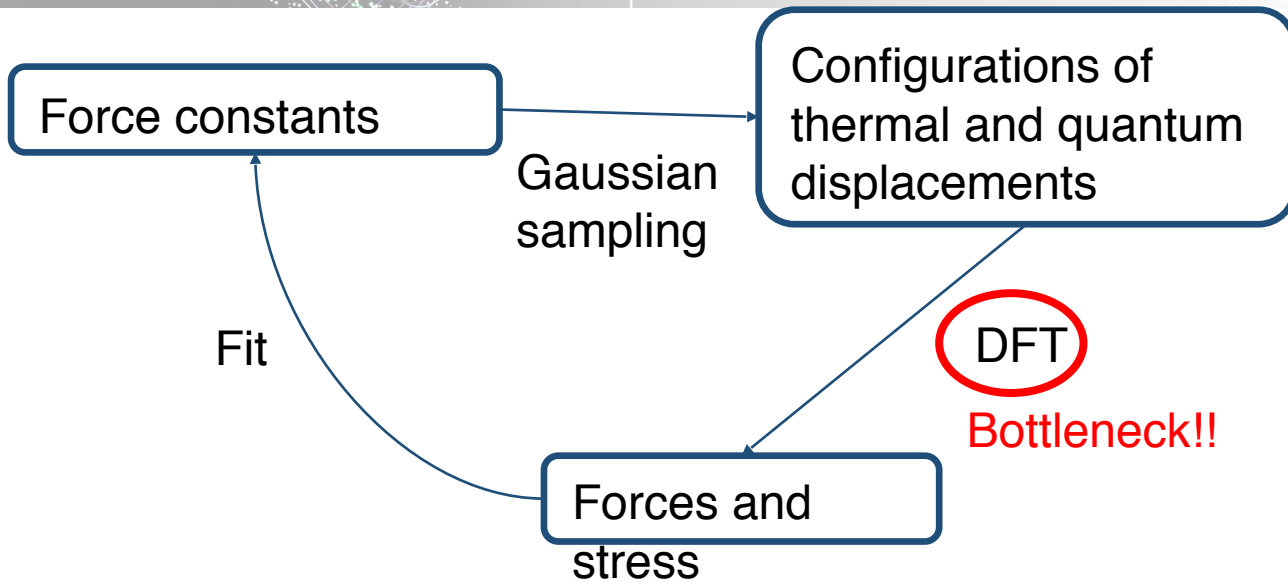 Force constants
Configurations of
thermal and quantum
displacements
Gaussian
sampling
Fit
DFT
Bottleneck!!
Forces and
stress